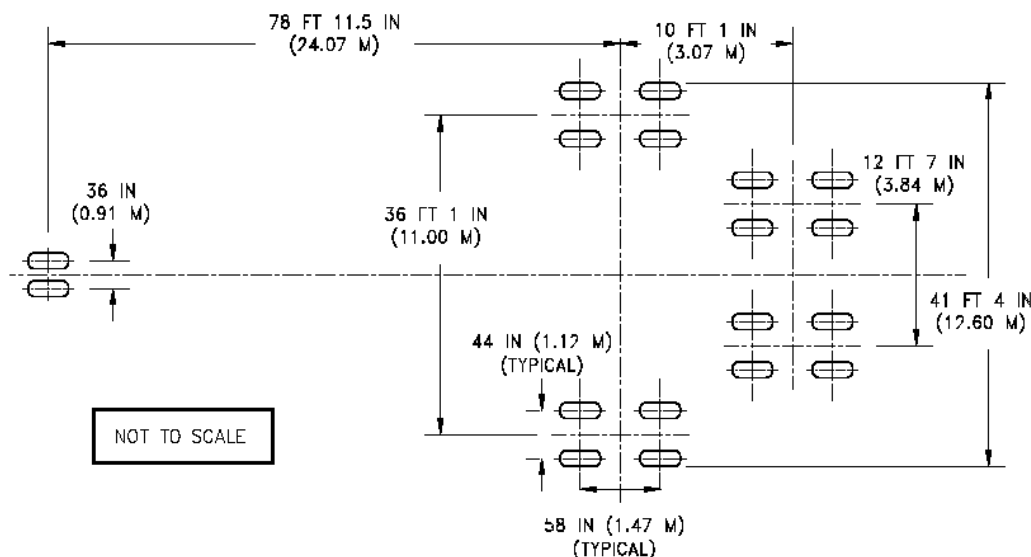 78 FT 11.5 IN
(24.07 M)
10 FT 1 IN
(3.07 M)
12 FT 7 IN
(3.84 M)
36 IN
(0.91 M)
36 FT 1 IN
(11.00 M)
41 FT 4 IN
(12.60 M)
44 IN (1.12 M)
(TYPICAL)
NOT TO SCALE
58 IN (1.47 M)
(TYPICAL)